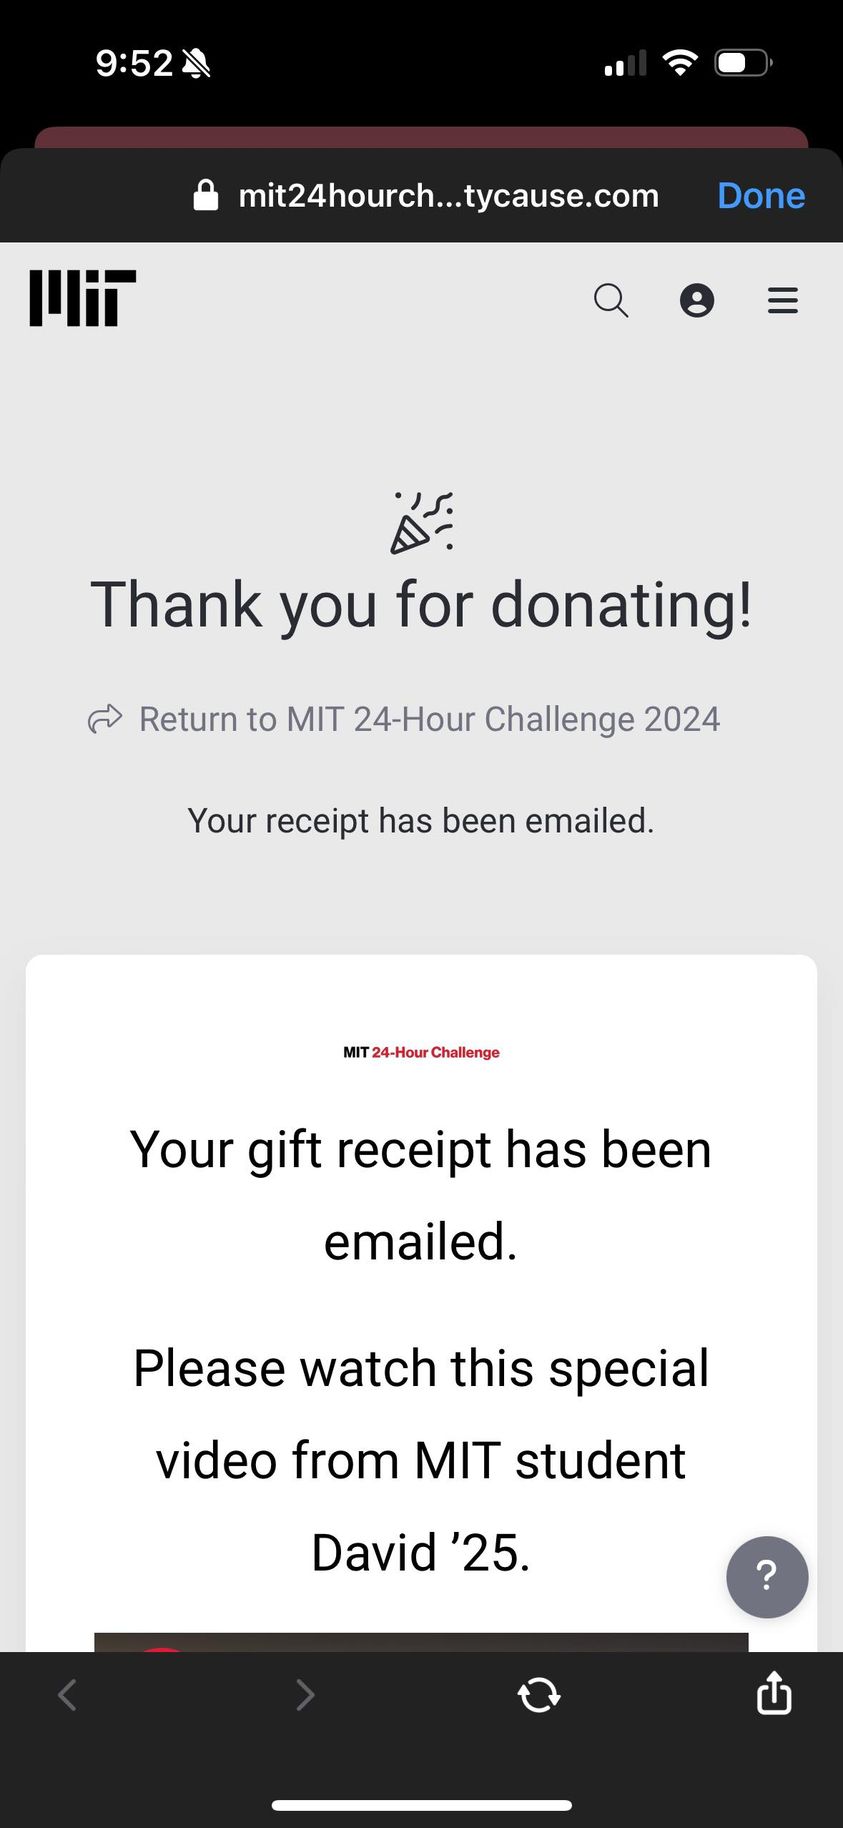 9:52
mit24hourch...tycause.com Done
MIT
Thank you for donating!
Return to MIT 24-Hour Challenge 2024
Your receipt has been emailed.
MIT 24-Hour Challenge
Your gift receipt has been
emailed.
Please watch this special
video from MIT student
David ’25.
?